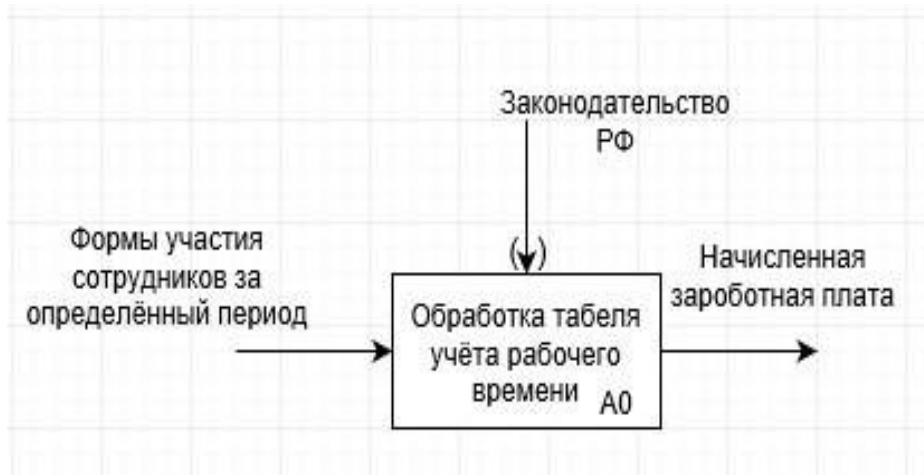 Законодательство
РФ
Формы участия
сотрудников за
определённый период
( )
Начисленная
зароботная плата
Обработка табеля
учёта рабочего
времени
A0